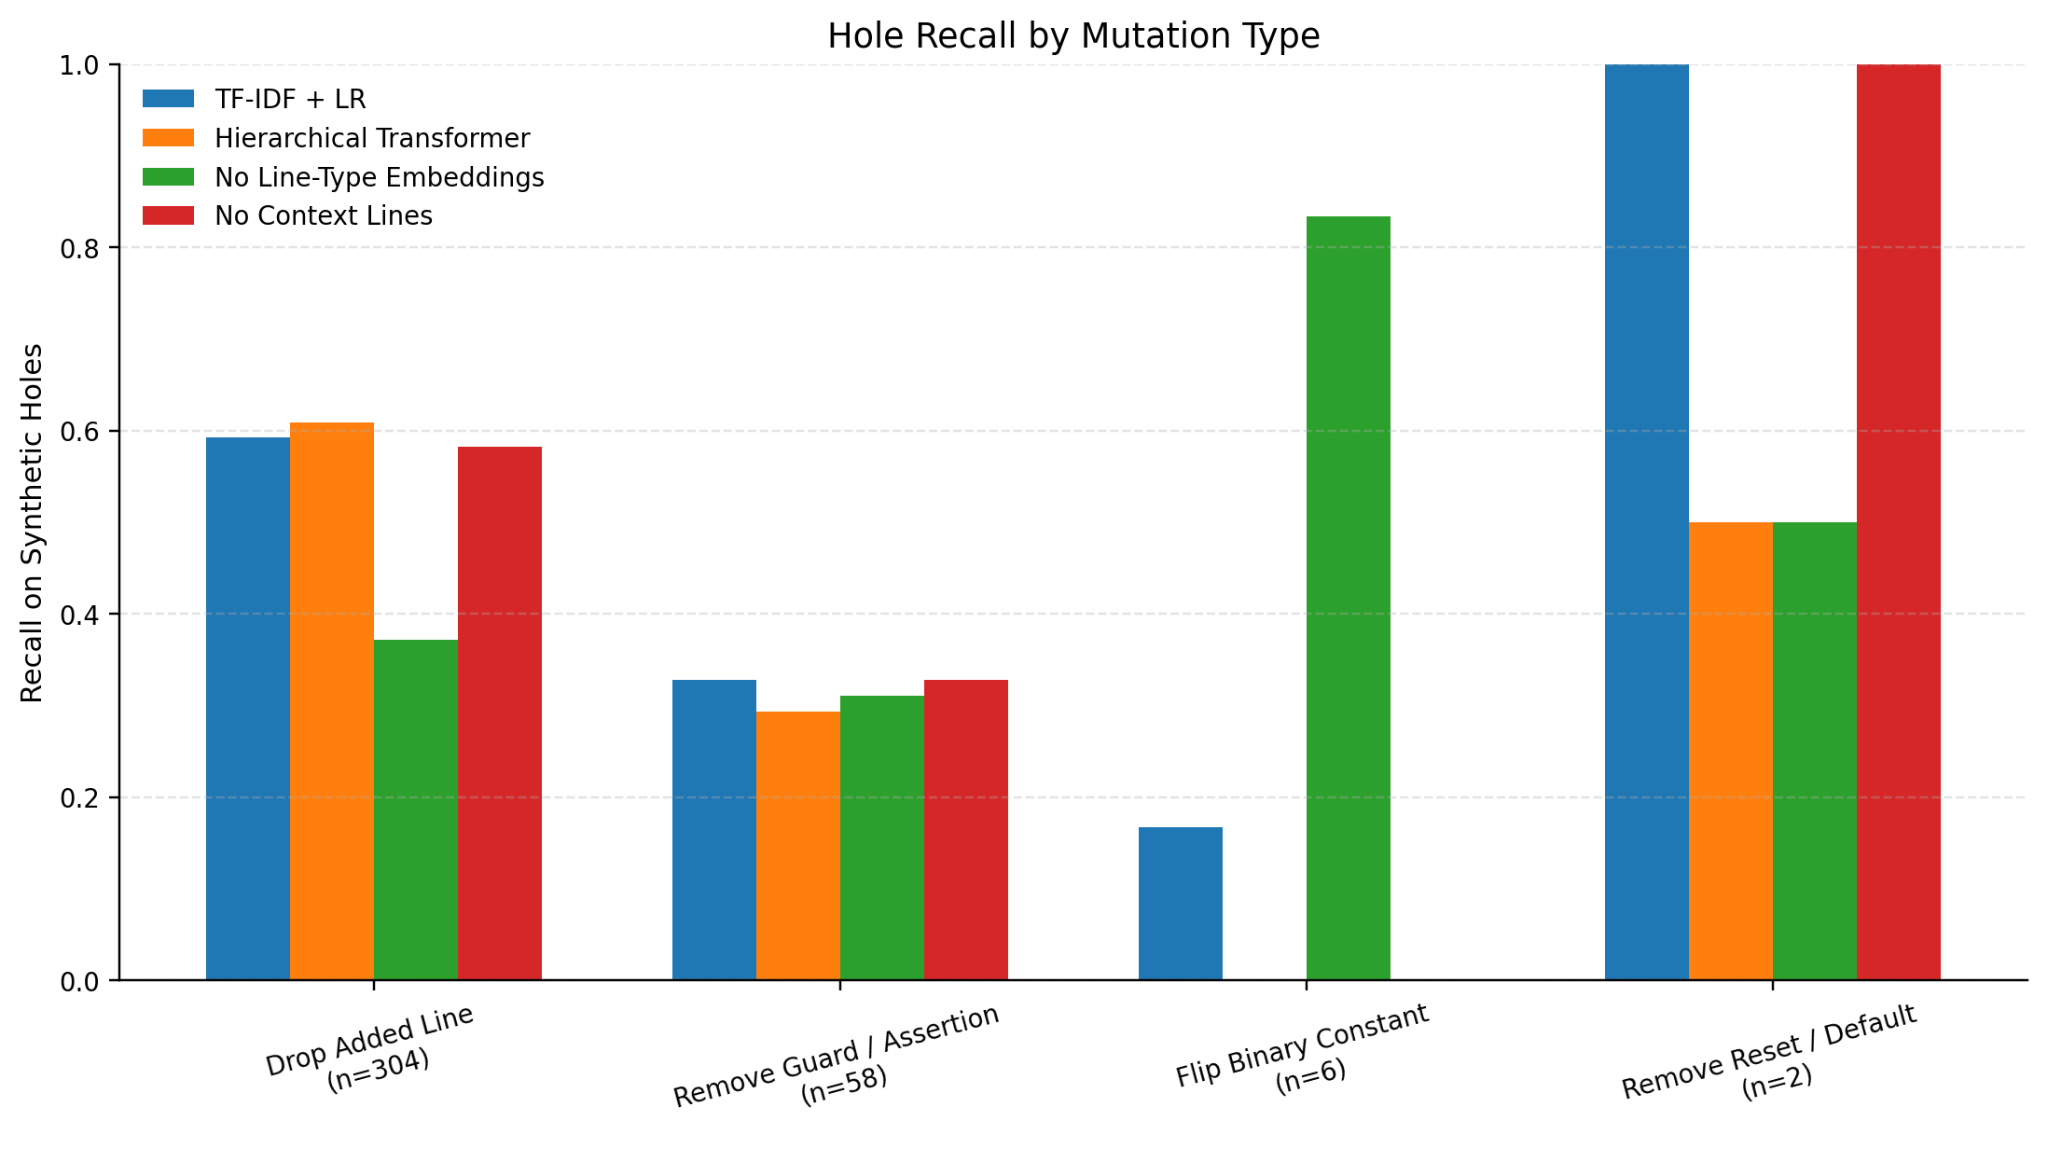 Hole Recall by Mutation Type
TF-IDF + LR
Hierarchical Transformer
No Line-Type Embeddings
No Context Lines
Recall on Synthetic Holes
1.0
0.8
0.6
0.4
0.2
0.0
Drop Added Line
(n=304)
Remove Guard / Assertion
(n=58)
Flip Binary Constant
(n=6)
Remove Reset / Default
(n=2)